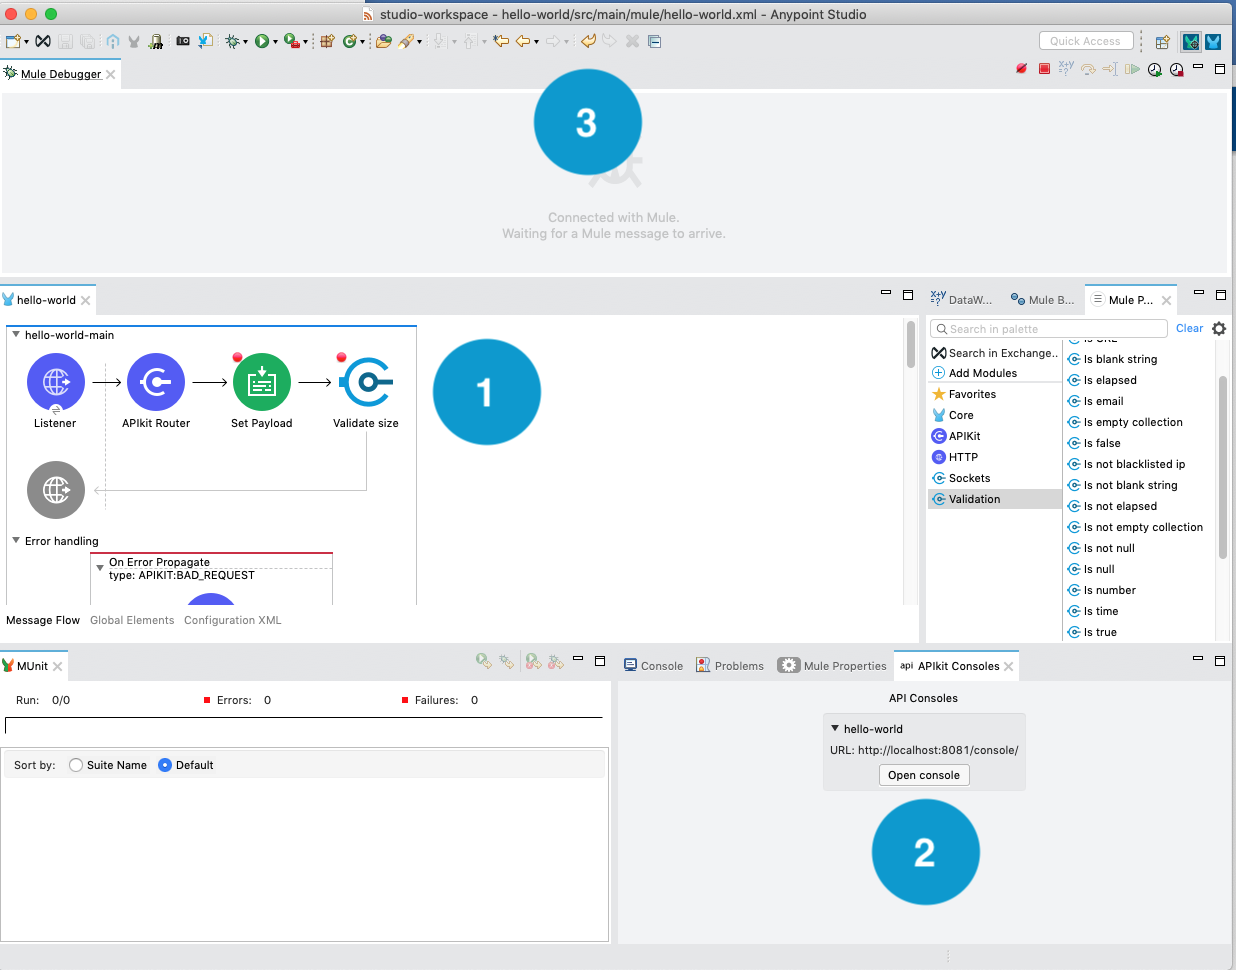 studio-workspace - hello-world/src/main/mule/hello-world.xml - Anypoint Studio
Quick Access
Mule Debugger
3
Connected with Mule.
Waiting for a Mule message to arrive.
hello-world
hello-world-main
Listener
APIkit Router
Set Payload
Validate size
1
Error handling
On Error Propagate
type: APIKIT:BAD_REQUEST
Message Flow Global Elements Configuration XML
DataW... Mule B... Mule P...
Search in palette
Clear
Search in Exchange..
Add Modules
Favorites
Core
APIKit
HTTP
Sockets
Validation
Is URL
Is blank string
Is elapsed
Is email
Is empty collection
Is false
Is not blacklisted ip
Is not blank string
Is not elapsed
Is not empty collection
Is not null
Is null
Is number
Is time
Is true
MUnit
Run: 0/0 Errors: 0 Failures: 0
Sort by: Suite Name Default
Console Problems Mule Properties api APIkit Consoles
API Consoles
hello-world
URL: http://localhost:8081/console/
Open console
2